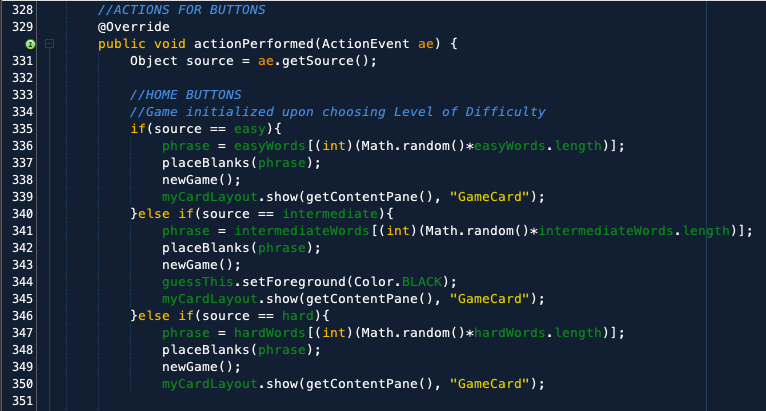 328 //ACTIONS FOR BUTTONS
329 @Override
public void actionPerformed(ActionEvent ae) {
331 Object source = ae.getSource();
332
333 //HOME BUTTONS
334 //Game initialized upon choosing Level of Difficulty
335 if(source == easy){
336 phrase = easyWords[(int)(Math.random()*easyWords.length)];
337 placeBlanks(phrase);
338 newGame();
339 myCardLayout.show(getContentPane(), "GameCard");
340 }else if(source == intermediate){
341 phrase = intermediateWords[(int)(Math.random()*intermediateWords.length)];
342 placeBlanks(phrase);
343 newGame();
344 guessThis.setForeground(Color.BLACK);
345 myCardLayout.show(getContentPane(), "GameCard");
346 }else if(source == hard){
347 phrase = hardWords[(int)(Math.random()*hardWords.length)];
348 placeBlanks(phrase);
349 newGame();
350 myCardLayout.show(getContentPane(), "GameCard");
351